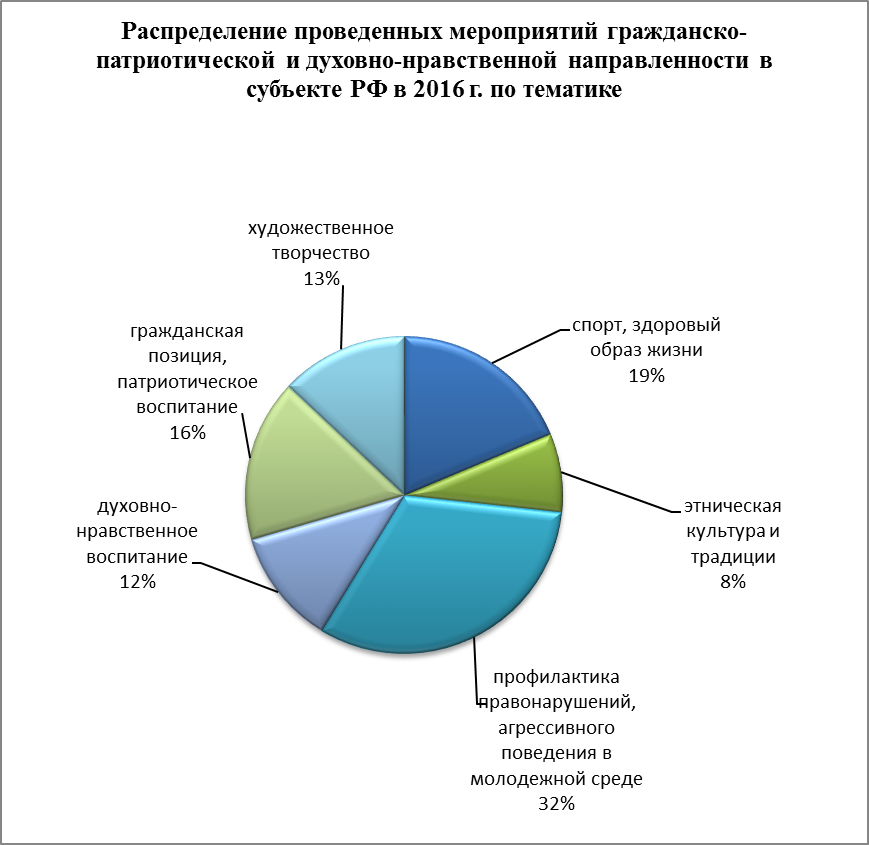 Распределение проведенных мероприятий гражданско-
патриотической и духовно-нравственной направленности в
субъекте РФ в 2016 г. по тематике
художественное
творчество
13%
спорт, здоровый
образ жизни
19%
гражданская
позиция,
патриотическое
воспитание
16%
этническая
культура и
традиции
8%
духовно-
нравственное
воспитание
12%
профилактика
правонарушений,
агрессивного
поведения в
молодежной среде
32%